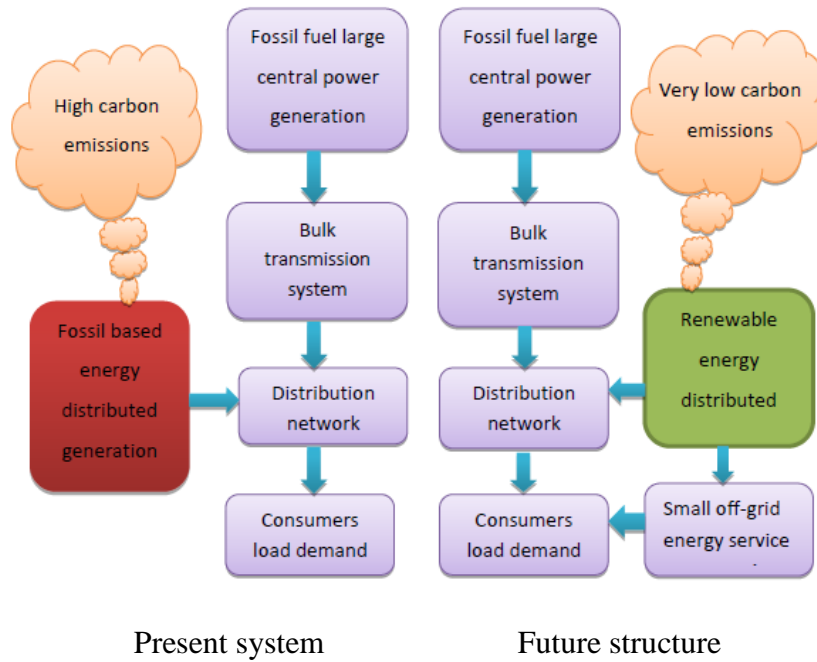 High carbon
emissions
Fossil fuel large
central power
generation
Bulk
transmission
system
Fossil based
energy
distributed
generation
Distribution
network
Consumers
load demand
Fossil fuel large
central power
generation
Very low carbon
emissions
Bulk
transmission
system
Renewable
energy
distributed
Distribution
network
Consumers
load demand
Small off-grid
energy service
.
Present system
Future structure